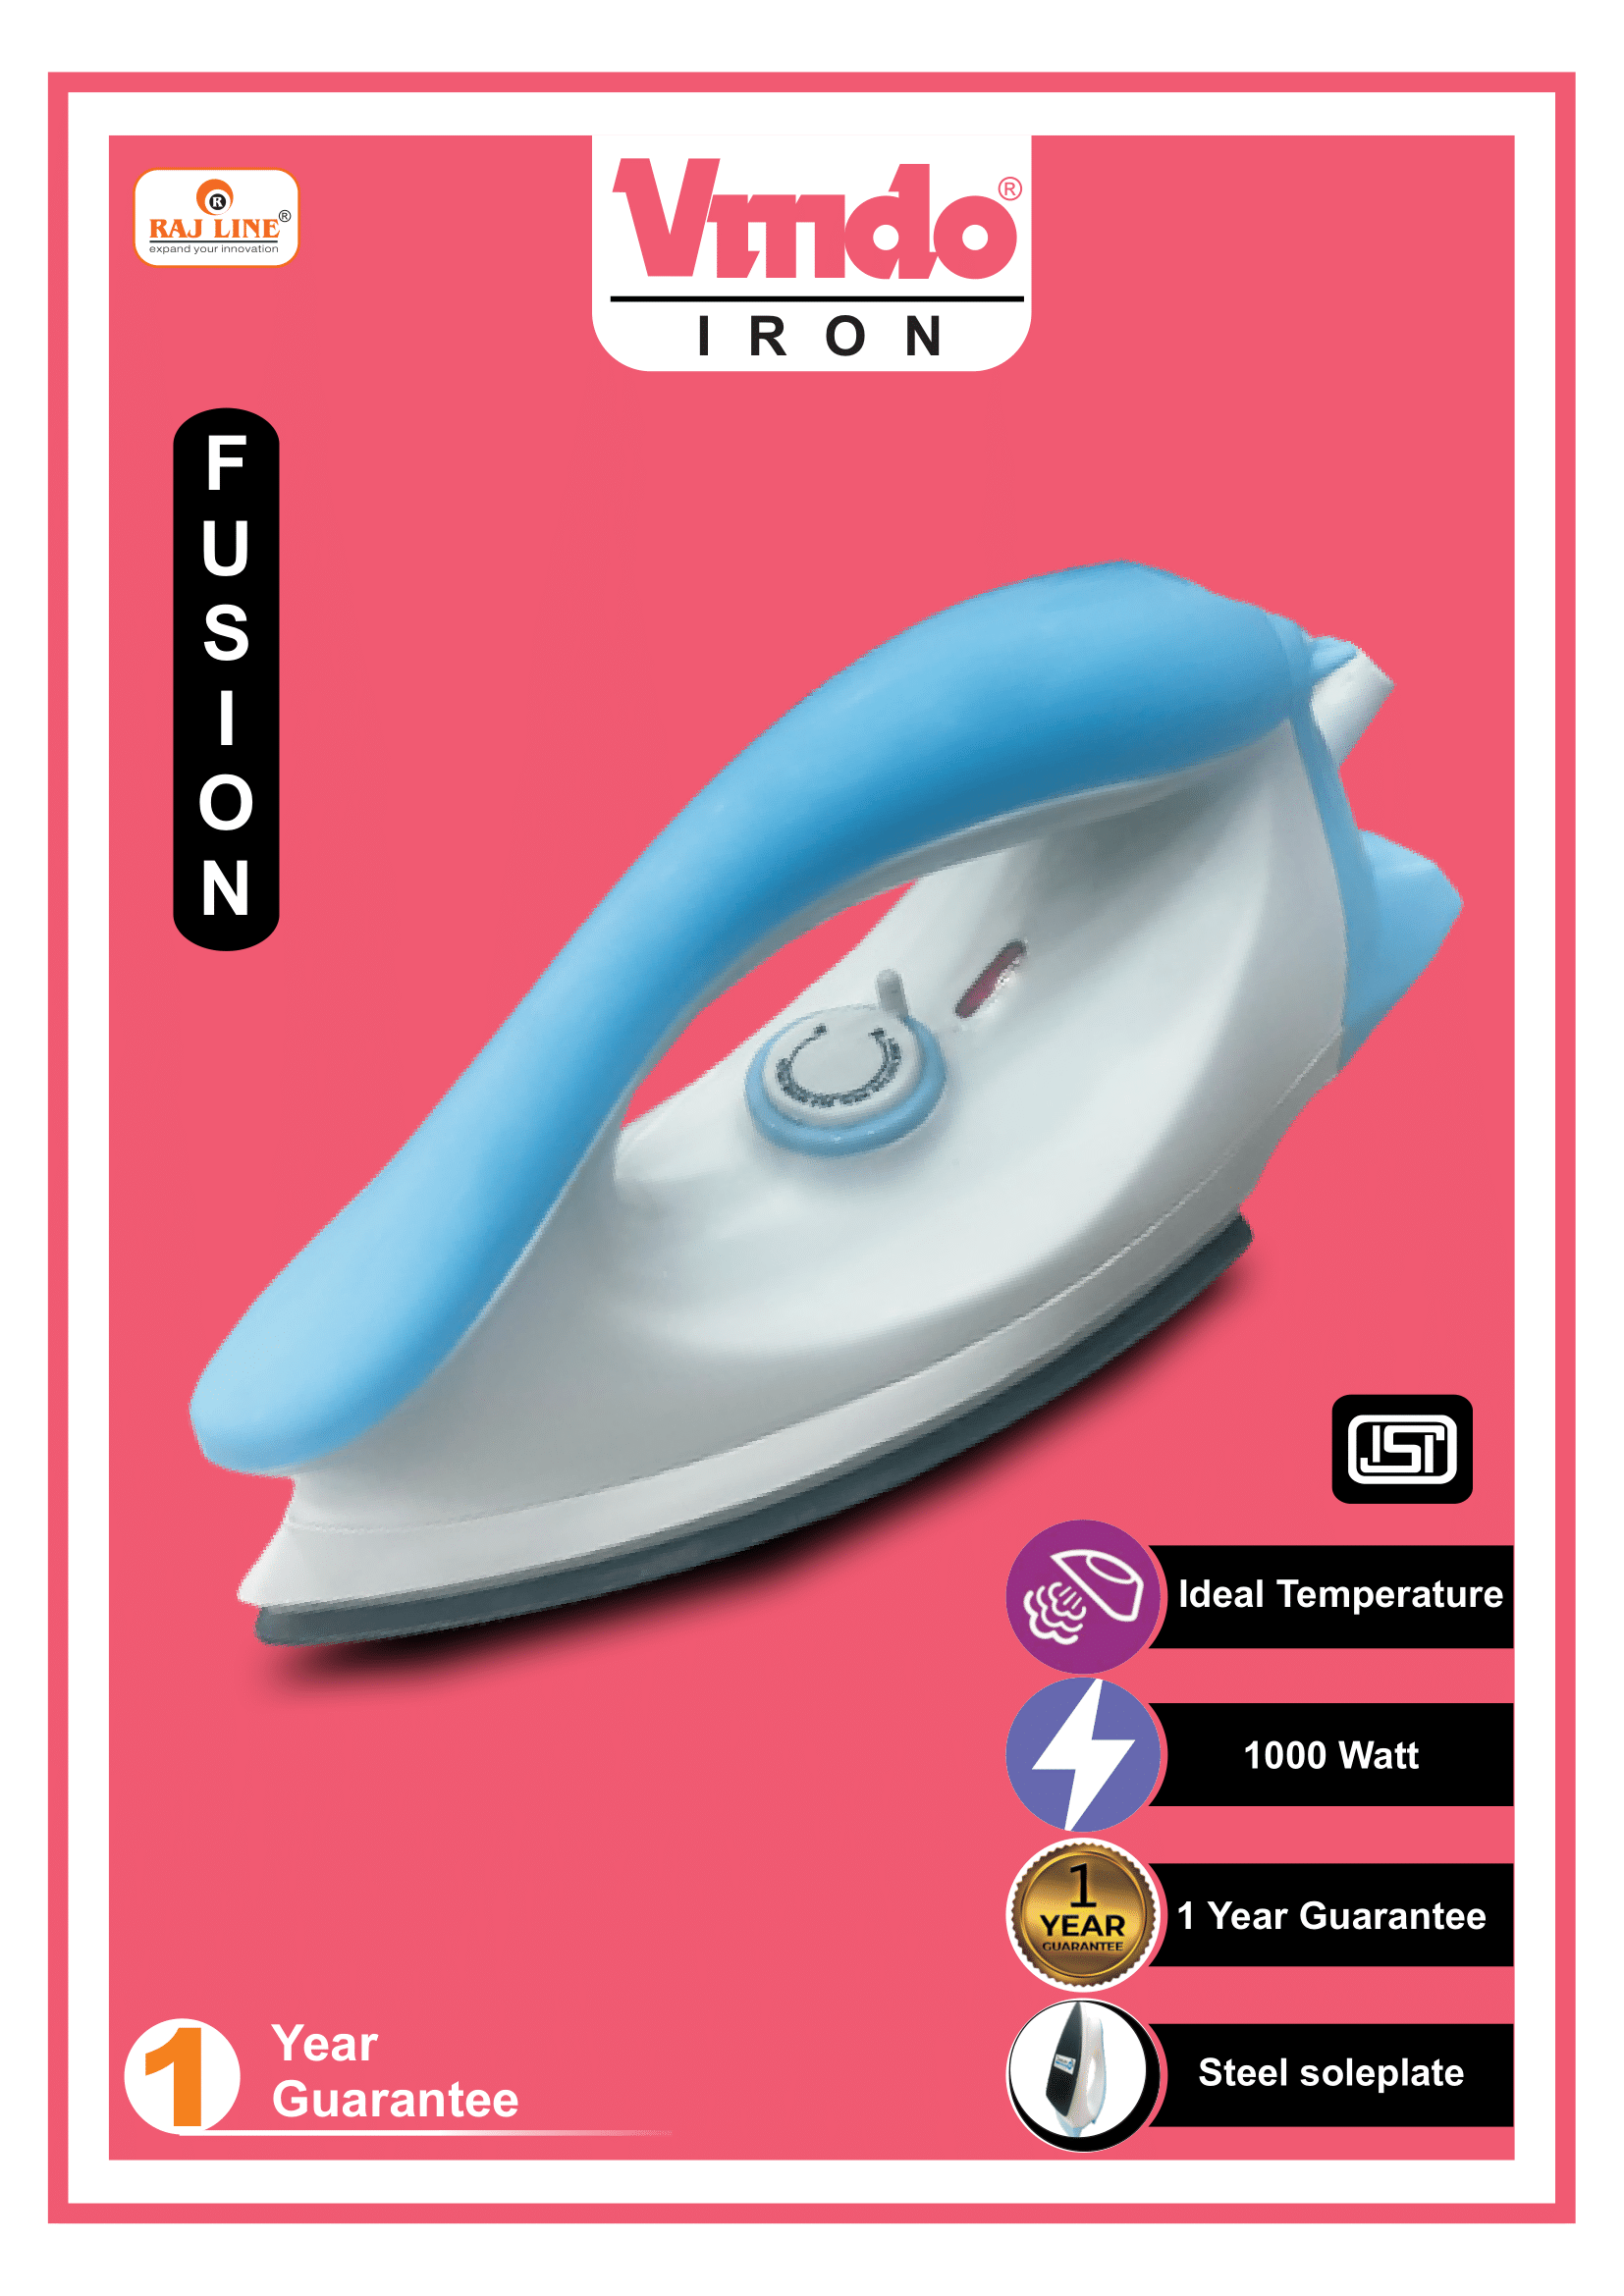 RAJ LINE®
expand your innovation
Vmdo®
IRON
FUSION
ISI
Ideal Temperature
1000 Watt
1
YEAR
GUARANTEE
1 Year Guarantee
Steel soleplate
1 Year
Guarantee